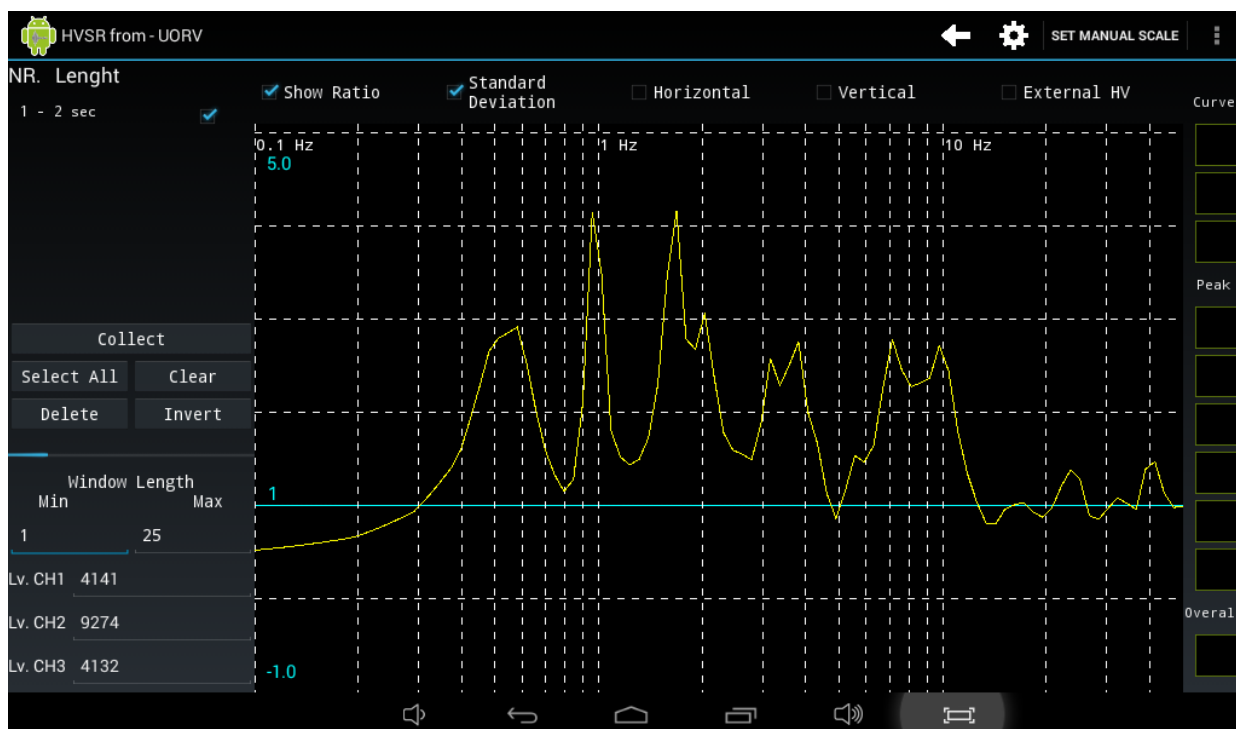 HVSR from - UORV
SET MANUAL SCALE
NR. Lenght
1 - 2 sec
Show Ratio
Standard
Deviation
Horizontal
Vertical
External HV
Curve
0.1 Hz
1 Hz
10 Hz
5.0
1
-1.0
Peak
Overal
Collect
Select All
Clear
Delete
Invert
Window Length
Min Max
1 25
Lv. CH1 4141
Lv. CH2 9274
Lv. CH3 4132